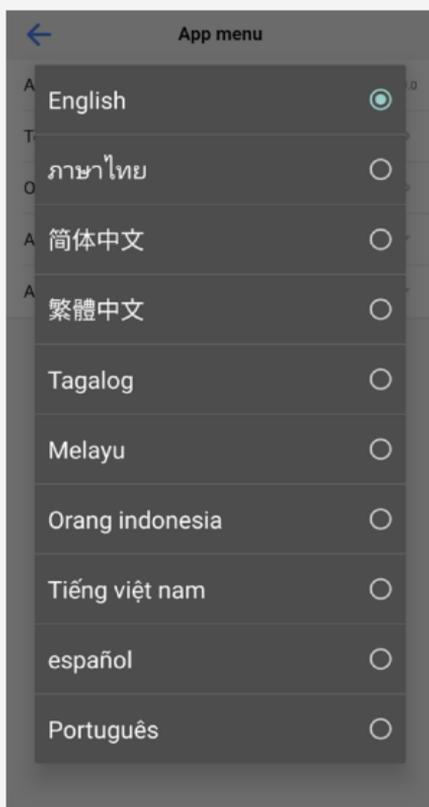 App menu
English
ภาษาไทย
简体中文
繁體中文
Tagalog
Melayu
Orang indonesia
Tiếng việt nam
español
Português